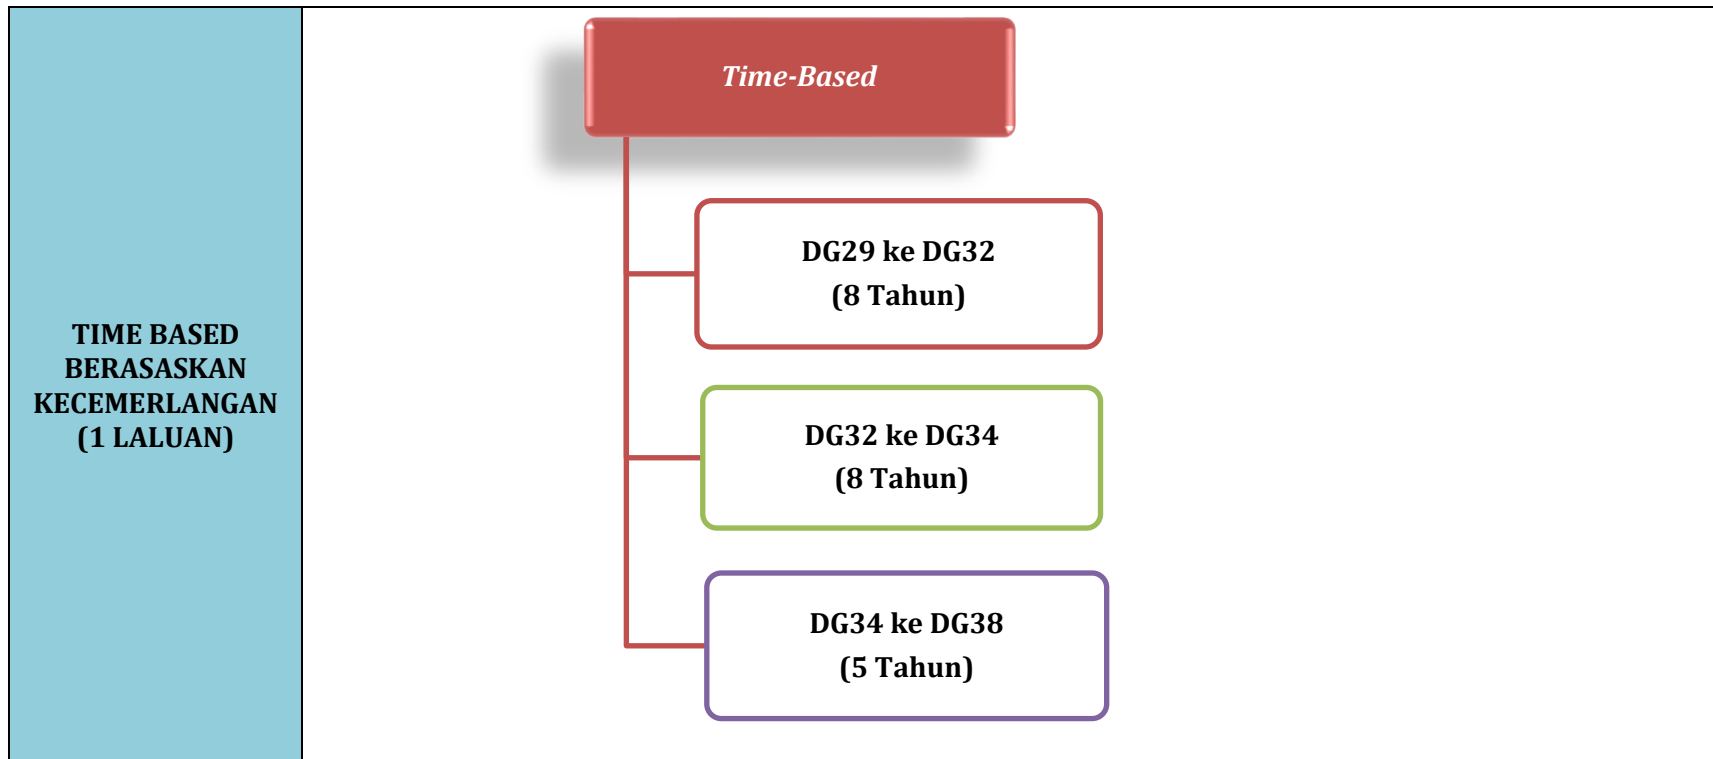 TIME BASED
BERASASKAN
KECEMERLANGAN
(1 LALUAN)
Time-Based
DG29 ke DG32
(8 Tahun)
DG32 ke DG34
(8 Tahun)
DG34 ke DG38
(5 Tahun)